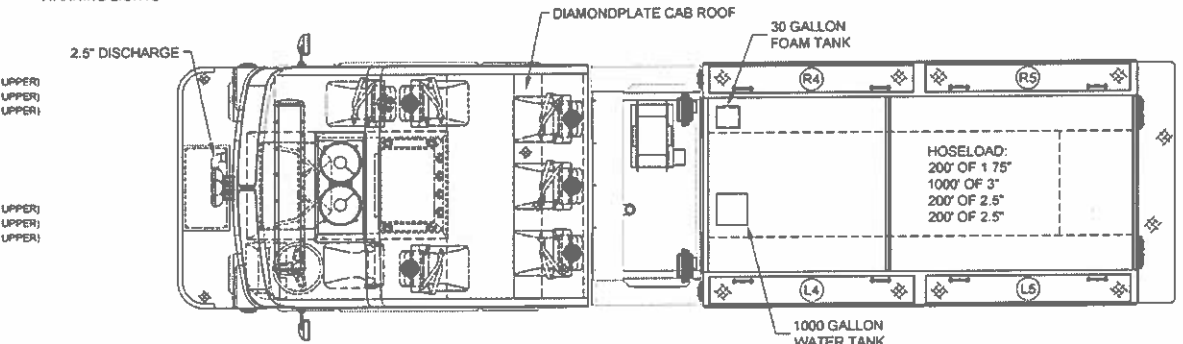 DIAMONDPLATE CAB ROOF
30 GALLON
FOAM TANK
2.5" DISCHARGE
UPPER)
UPPER)
UPPER)
R4
R5
HOSELOAD:
200' OF 1.75"
1000' OF 3"
200' OF 2.5"
200' OF 2.5"
UPPER)
UPPER)
UPPER)
L4
L5
1000 GALLON
WATER TANK